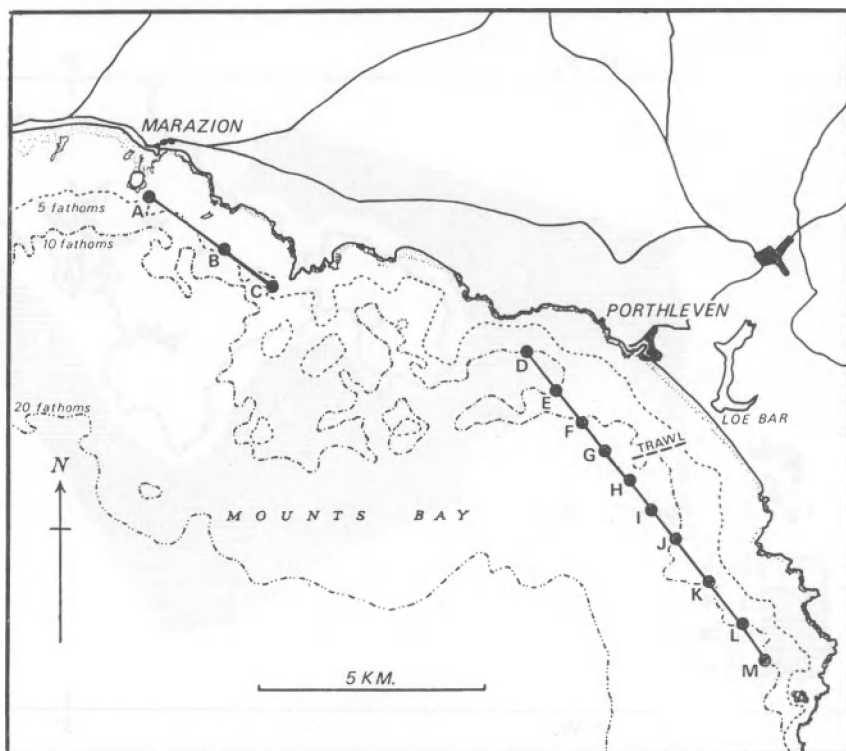 MARAZION
A
5 fathoms
10 fathoms
B
C
PORTHLEVEN
D
E
20 fathoms
LOE BAR
F
TRAWL
G
N
H
MOUNTS BAY
I
J
K
L
5 KM.
M